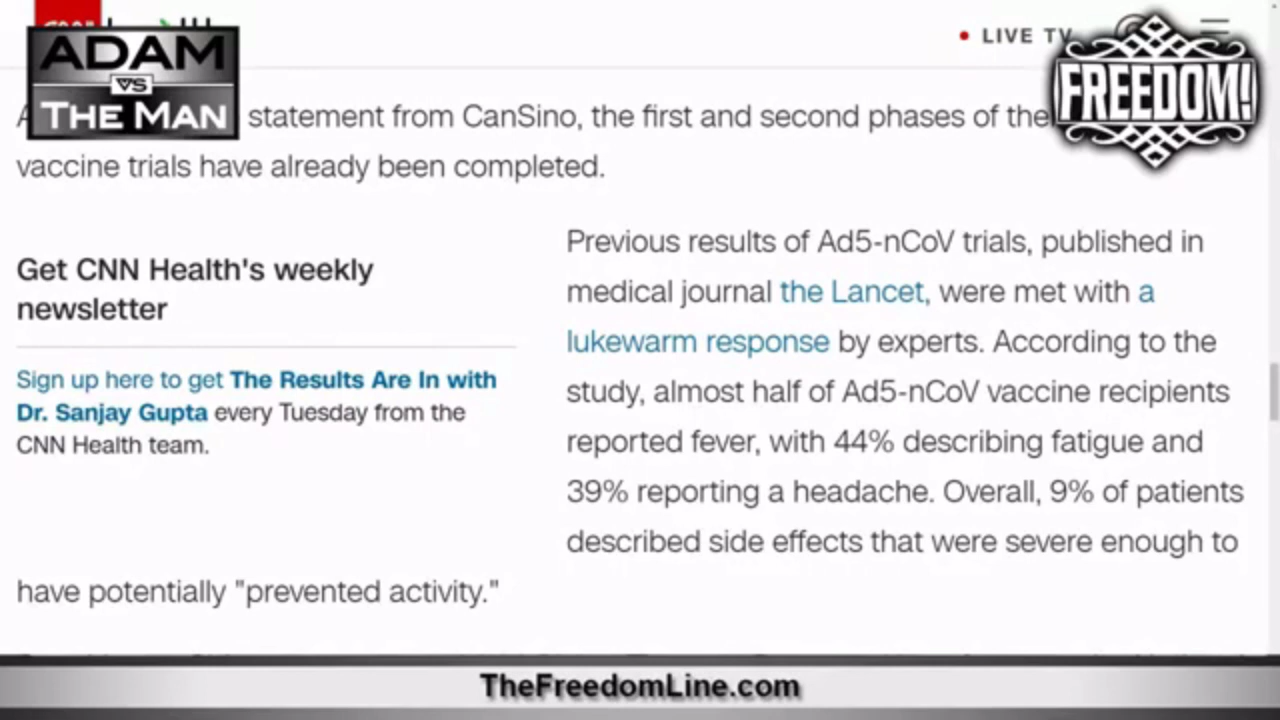 LIVE TV
ADAM
VS
THE MAN
FREEDOM!
statement from CanSino, the first and second phases of the
vaccine trials have already been completed.
Get CNN Health's weekly
newsletter
Sign up here to get The Results Are In with
Dr. Sanjay Gupta every Tuesday from the
CNN Health team.
Previous results of Ad5-nCoV trials, published in
medical journal the Lancet, were met with a
lukewarm response by experts. According to the
study, almost half of Ad5-nCoV vaccine recipients
reported fever, with 44% describing fatigue and
39% reporting a headache. Overall, 9% of patients
described side effects that were severe enough to
have potentially "prevented activity."
TheFreedomLine.com